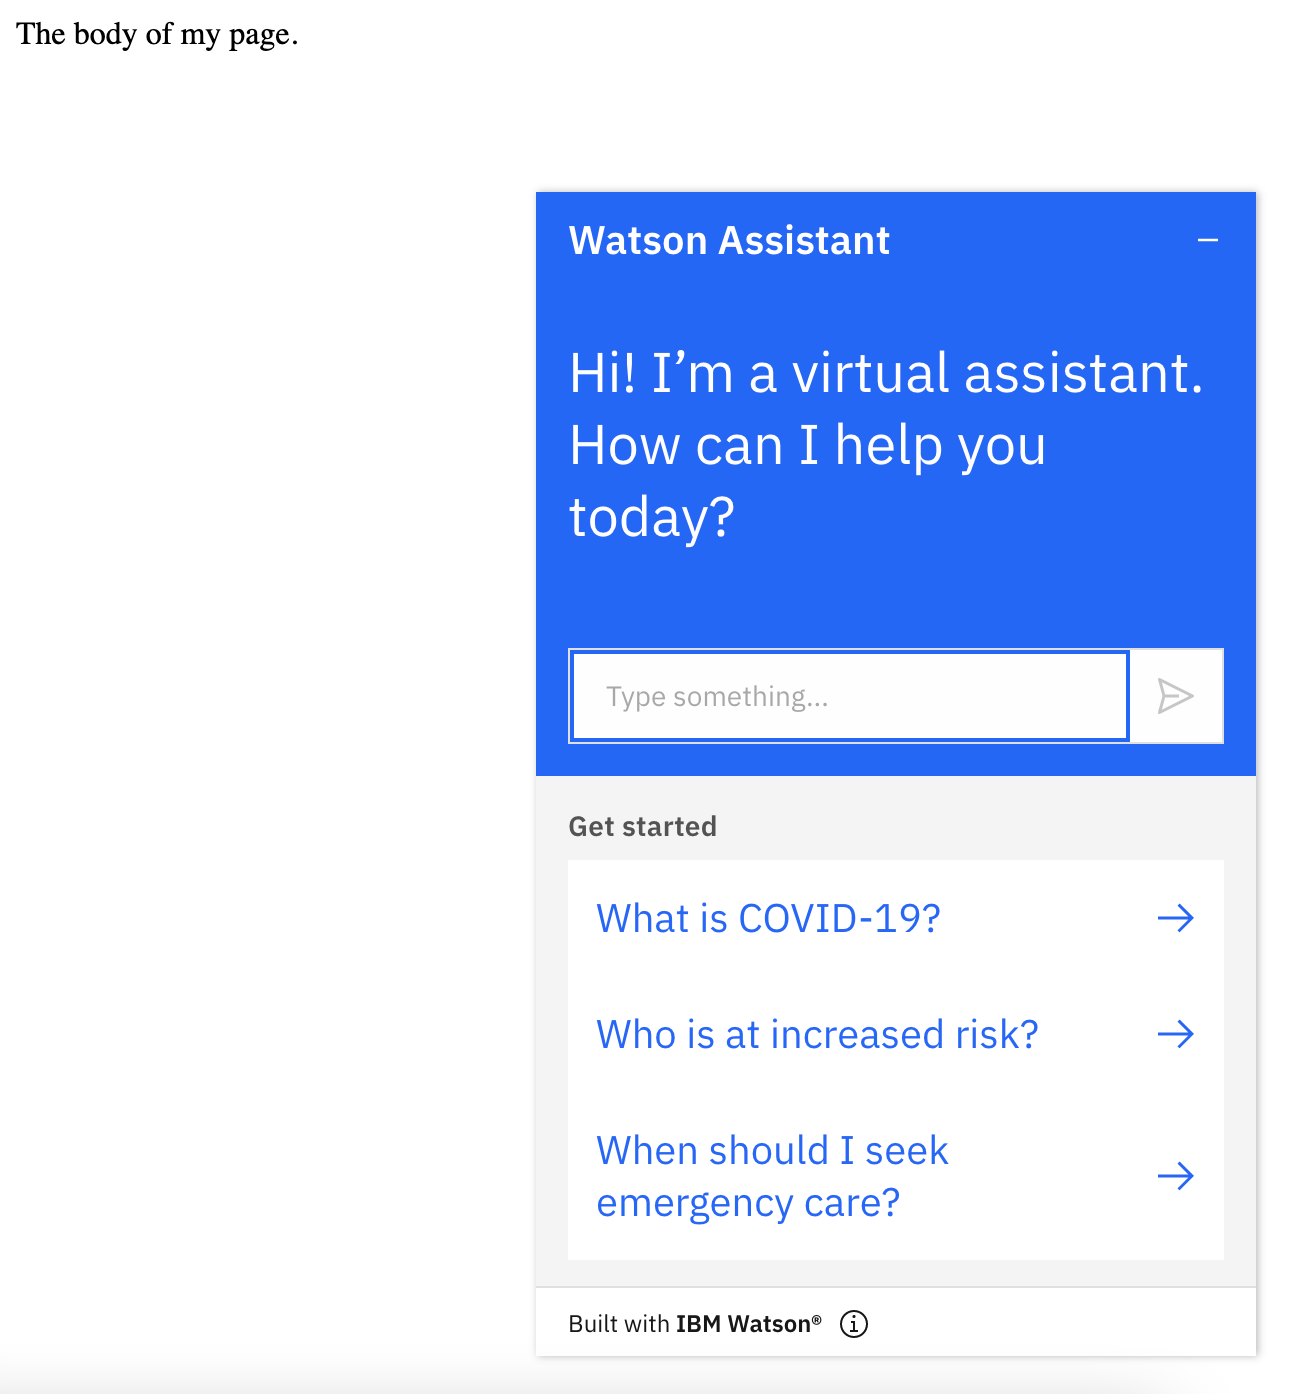 The body of my page.
Watson Assistant
Hi! I’m a virtual assistant.
How can I help you
today?
Type something...
Get started
What is COVID-19?
Who is at increased risk?
When should I seek
emergency care?
Built with IBM Watson®